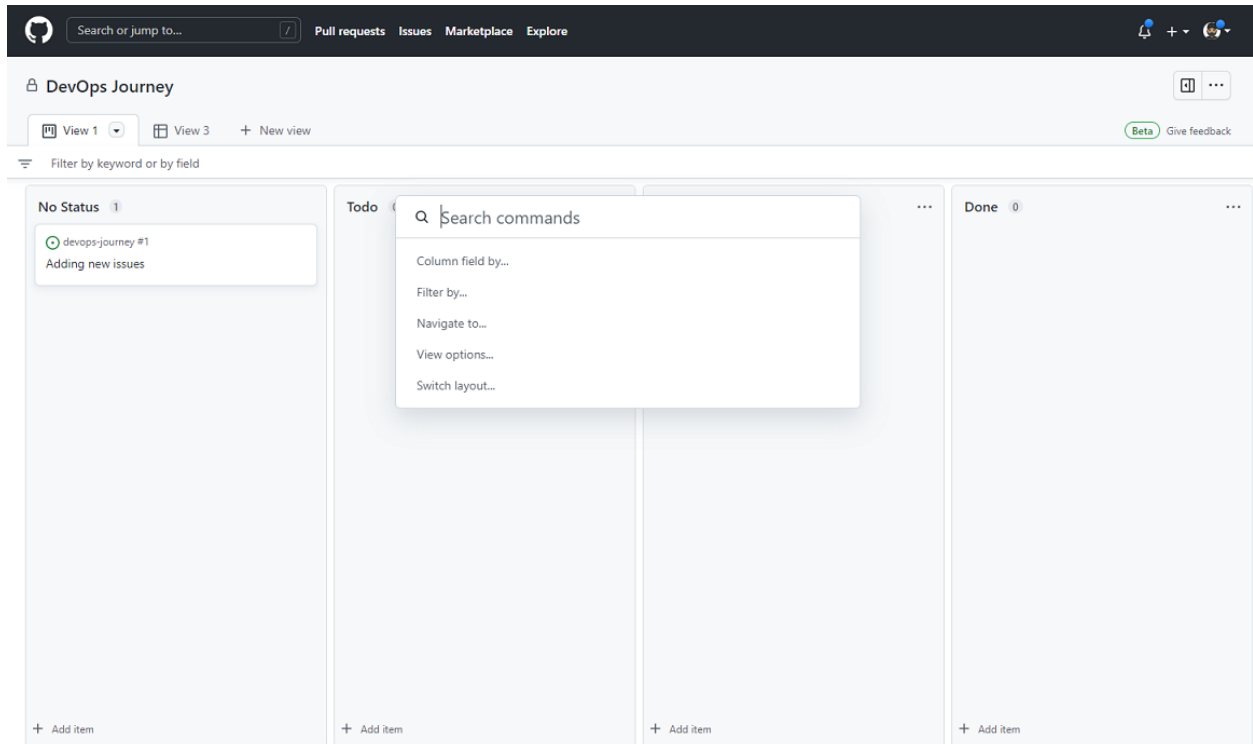 Search or jump to... /
Pull requests Issues Marketplace Explore
DevOps Journey
View 1 View 3 + New view
Beta Give feedback
Filter by keyword or by field
No Status 1
devops-journey #1
Adding new issues
Todo
Search commands
Column field by...
Filter by...
Navigate to...
View options...
Switch layout...
Done 0
+ Add item
+ Add item
+ Add item
+ Add item